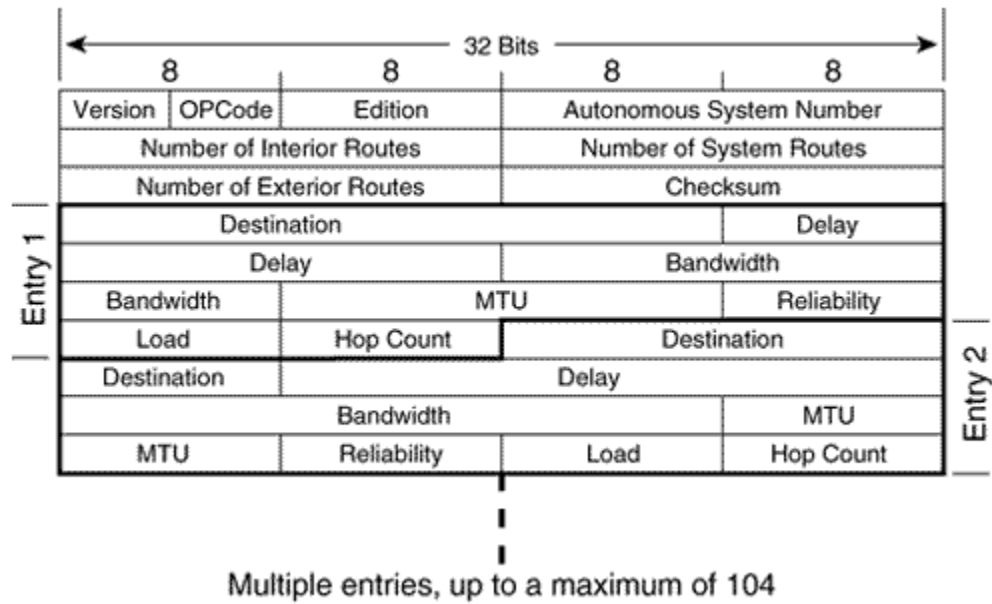 32 Bits
8 8 8 8
Version OPCode Edition Autonomous System Number
Number of Interior Routes Number of System Routes
Number of Exterior Routes Checksum
Entry 1
Destination Delay
Delay Bandwidth
Bandwidth MTU Reliability
Load Hop Count Destination
Entry 2
Destination Delay
Bandwidth MTU
MTU Reliability Load Hop Count
Multiple entries, up to a maximum of 104